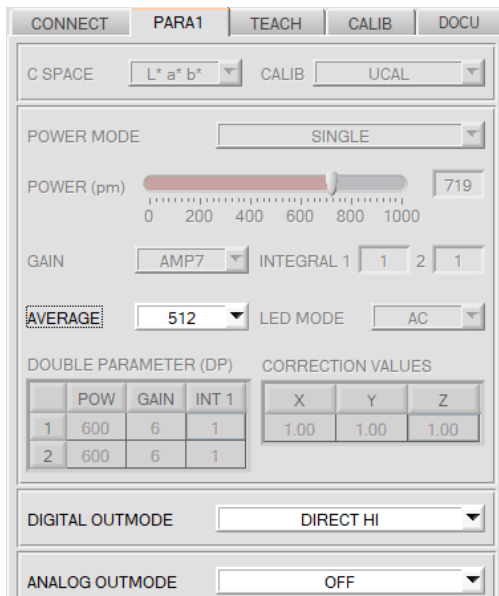 CONNECT PARA1 TEACH CALIB DOCU
C SPACE L* a* b* CALIB UCAL
POWER MODE SINGLE
POWER (pm) 719
0 200 400 600 800 1000
GAIN AMP7 INTEGRAL 1 1 2 1
AVERAGE 512 LED MODE AC
DOUBLE PARAMETER (DP) CORRECTION VALUES
POW GAIN INT 1 X Y Z
1 600 6 1 1.00 1.00 1.00
2 600 6 1
DIGITAL OUTMODE DIRECT HI
ANALOG OUTMODE OFF